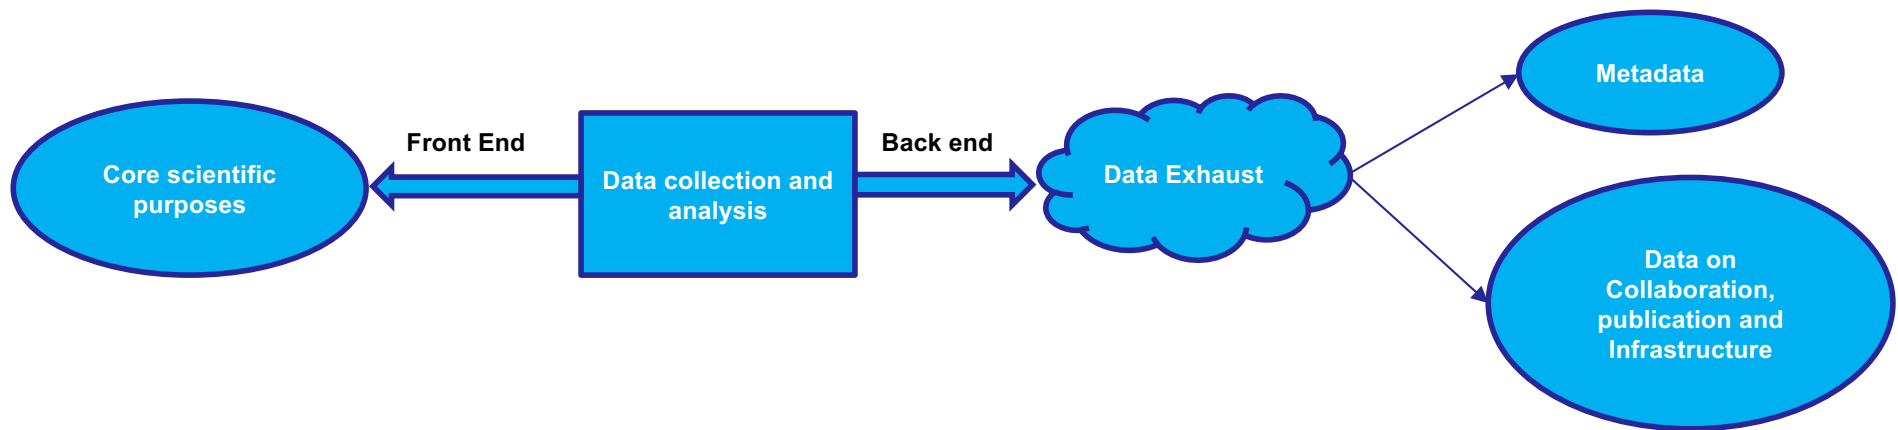 Core scientific
purposes
Front End
Data collection and
analysis
Back end
Data Exhaust
Metadata
Data on
Collaboration,
publication and
Infrastructure